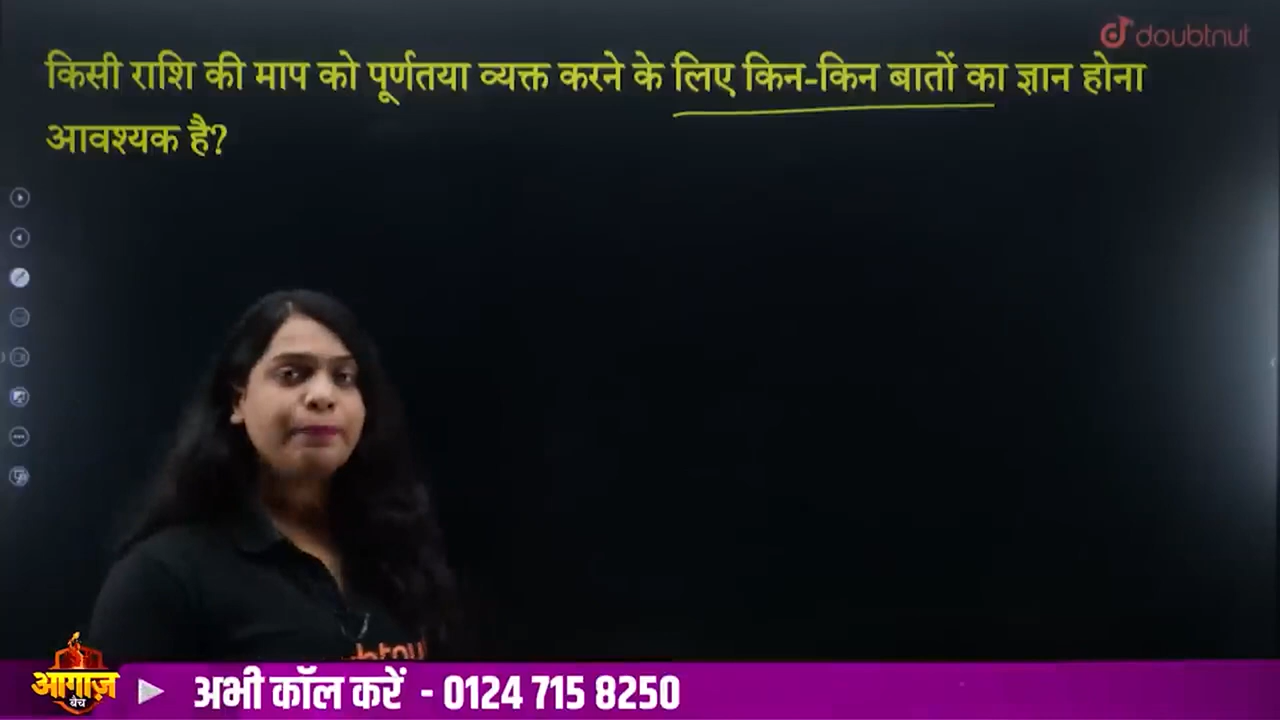 doubtnut
किसी राशि की माप को पूर्णतया व्यक्त करने के लिए किन-किन बातों का ज्ञान होना
आवश्यक है?
आगाज़
बैच
अभी कॉल करें - 0124 715 8250